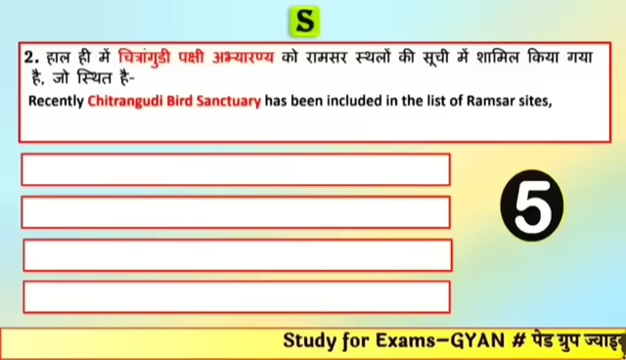 S
2. हाल ही में चित्रांगुडी पक्षी अभ्यारण्य को रामसर स्थलों की सूची में शामिल किया गया
है, जो स्थित है-
Recently Chitrangudi Bird Sanctuary has been included in the list of Ramsar sites,
5
Study for Exams-GYAN # पेड ग्रुप ज्वाइन